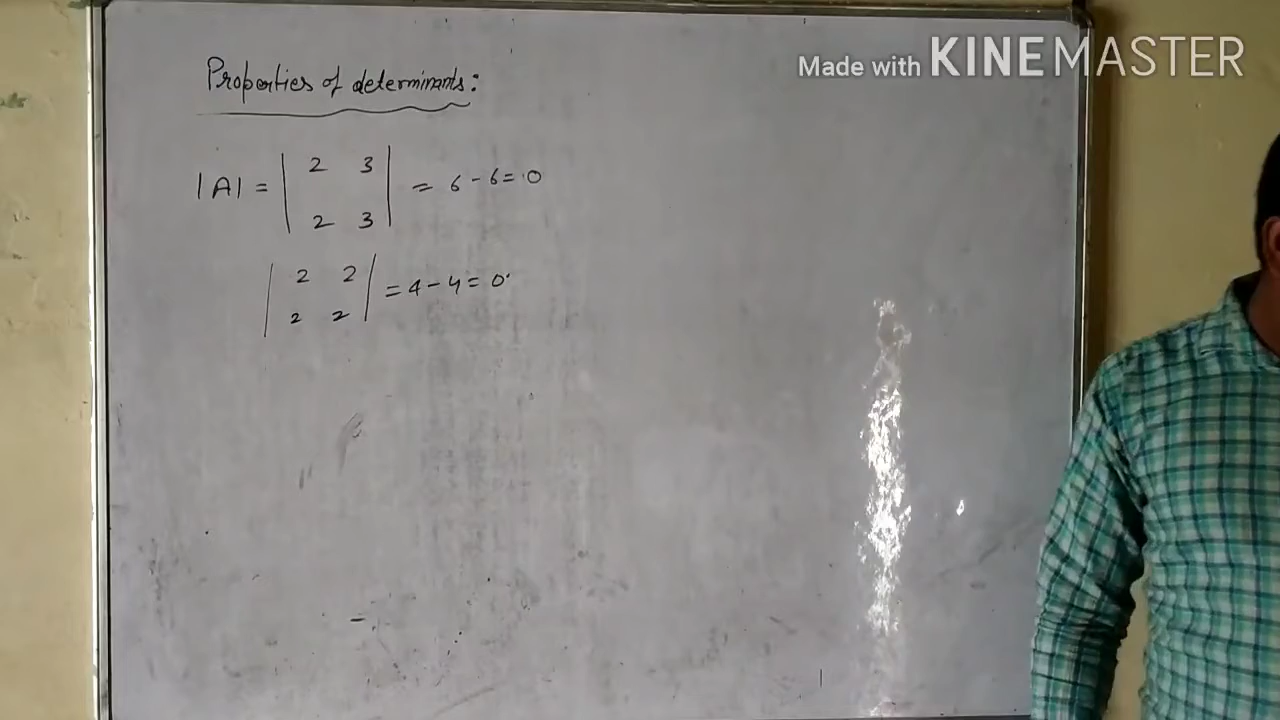 Made with KINEMASTER
Properties of determinants:
|A| = | 2 3 | = 6 - 6 = 0
| 2 3 |
| 2 2 | = 4 - 4 = 0
| 2 2 |